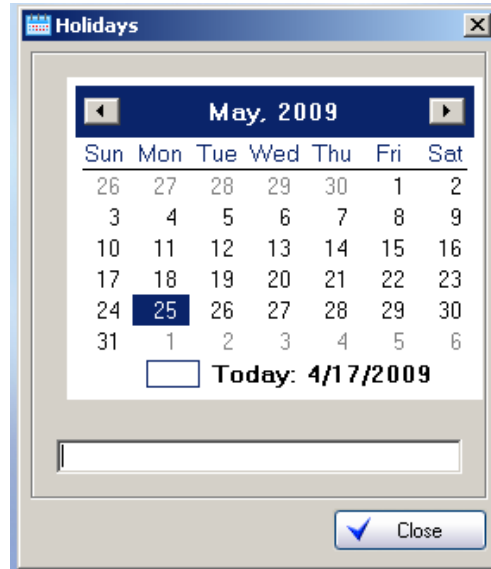 Holidays
May, 2009
Sun Mon Tue Wed Thu Fri Sat
26 27 28 29 30 1 2
3 4 5 6 7 8 9
10 11 12 13 14 15 16
17 18 19 20 21 22 23
24 25 26 27 28 29 30
31 1 2 3 4 5 6
Today: 4/17/2009
Close